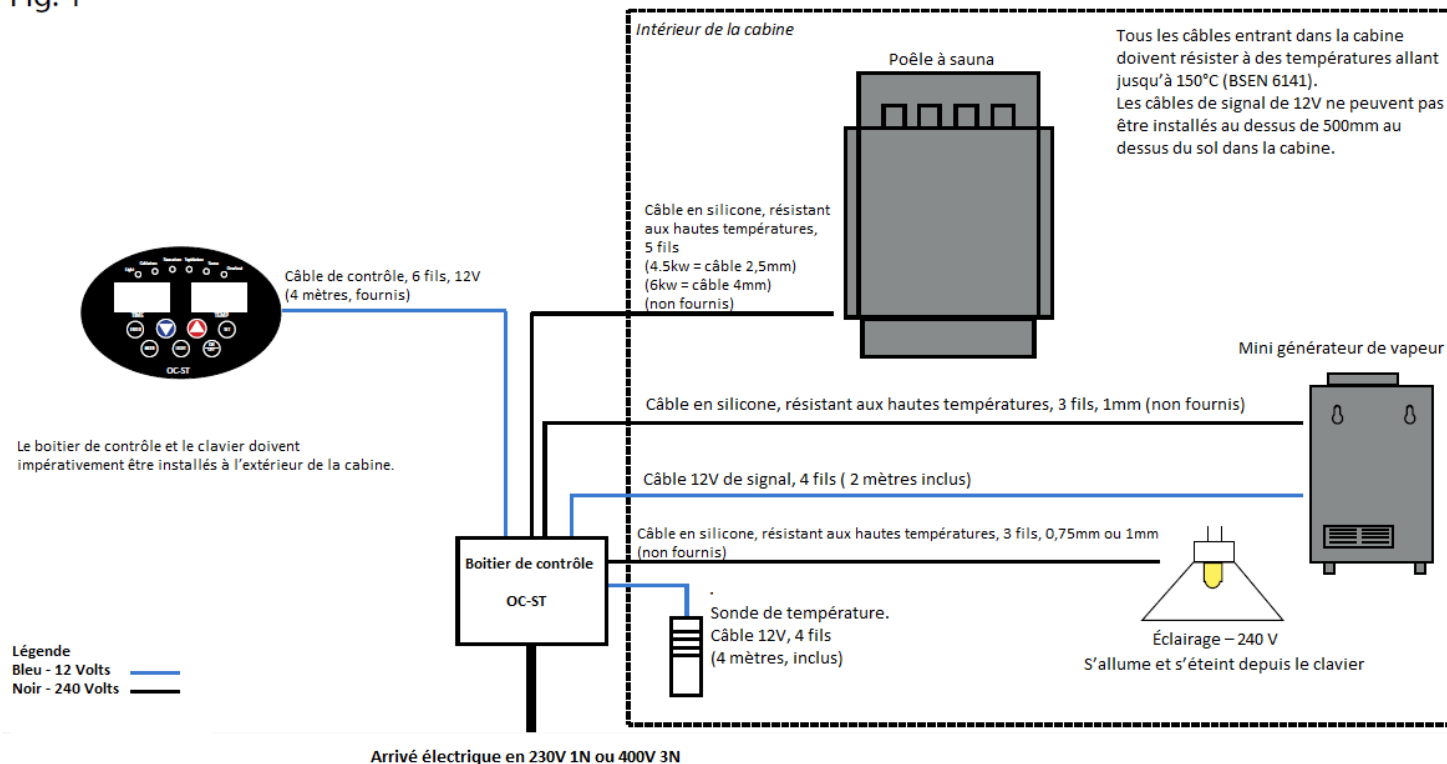 Fig. 1
Intérieur de la cabine
Poêle à sauna
Tous les câbles entrant dans la cabine
doivent résister à des températures allant
jusqu'à 150°C (BSEN 6141).
Les câbles de signal de 12V ne peuvent pas
être installés au dessus de 500mm au
dessus du sol dans la cabine.
Câble en silicone, résistant
aux hautes températures,
5 fils
(4.5kw = câble 2,5mm)
(6kw = câble 4mm)
(non fournis)
Light
TIME
TEMP
SET
OC-ST
Câble de contrôle, 6 fils, 12V
(4 mètres, fournis)
Mini générateur de vapeur
Câble en silicone, résistant aux hautes températures, 3 fils, 1mm (non fournis)
Le boitier de contrôle et le clavier doivent
impérativement être installés à l'extérieur de la cabine.
Câble 12V de signal, 4 fils ( 2 mètres inclus)
Câble en silicone, résistant aux hautes températures, 3 fils, 0,75mm ou 1mm
(non fournis)
Boitier de contrôle
OC-ST
.
Sonde de température.
Câble 12V, 4 fils
(4 mètres, inclus)
Éclairage – 240 V
S'allume et s'éteint depuis le clavier
Légende
Bleu - 12 Volts
Noir - 240 Volts
Arrivé électrique en 230V 1N ou 400V 3N